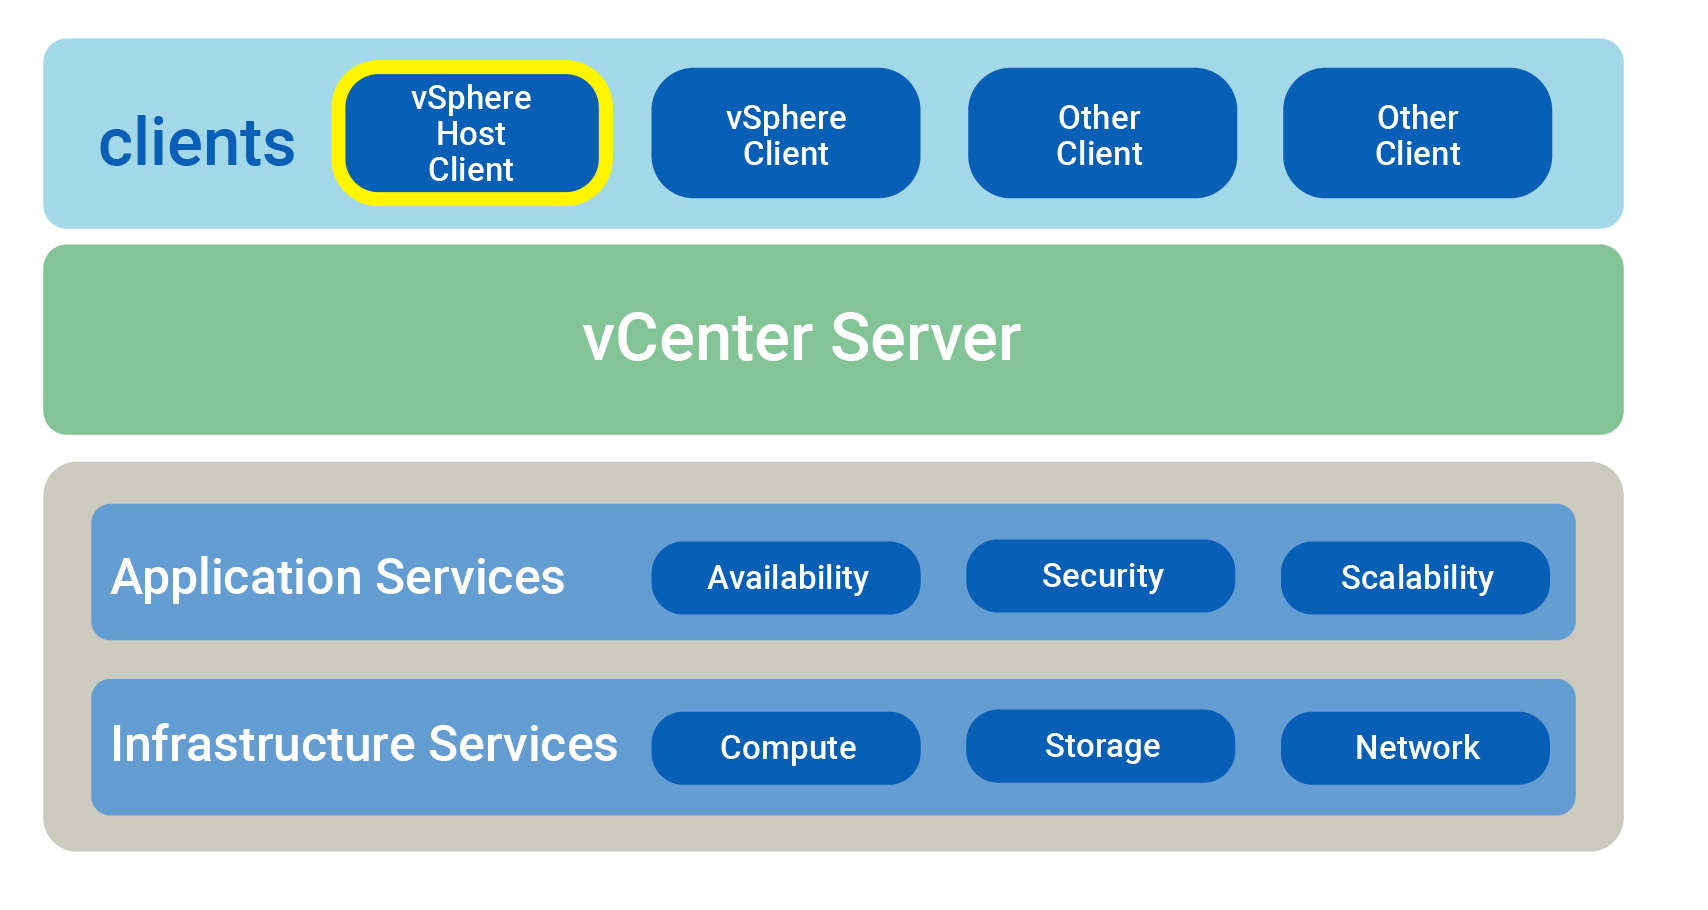 clients
vSphere
Host
Client
vSphere
Client
Other
Client
Other
Client
vCenter Server
Application Services
Availability
Security
Scalability
Infrastructure Services
Compute
Storage
Network